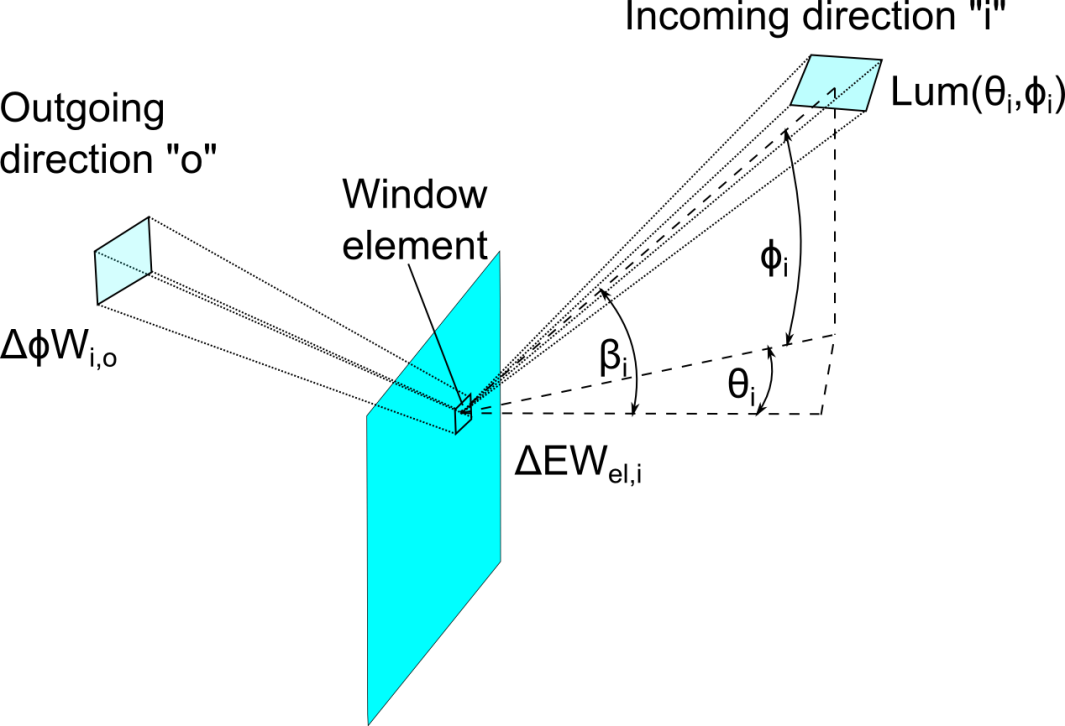 Incoming direction "i"
Lum(θi,ϕi)
Outgoing
direction "o"
Window
element
ϕi
ΔϕWi,o
βi
θi
ΔEWel,i